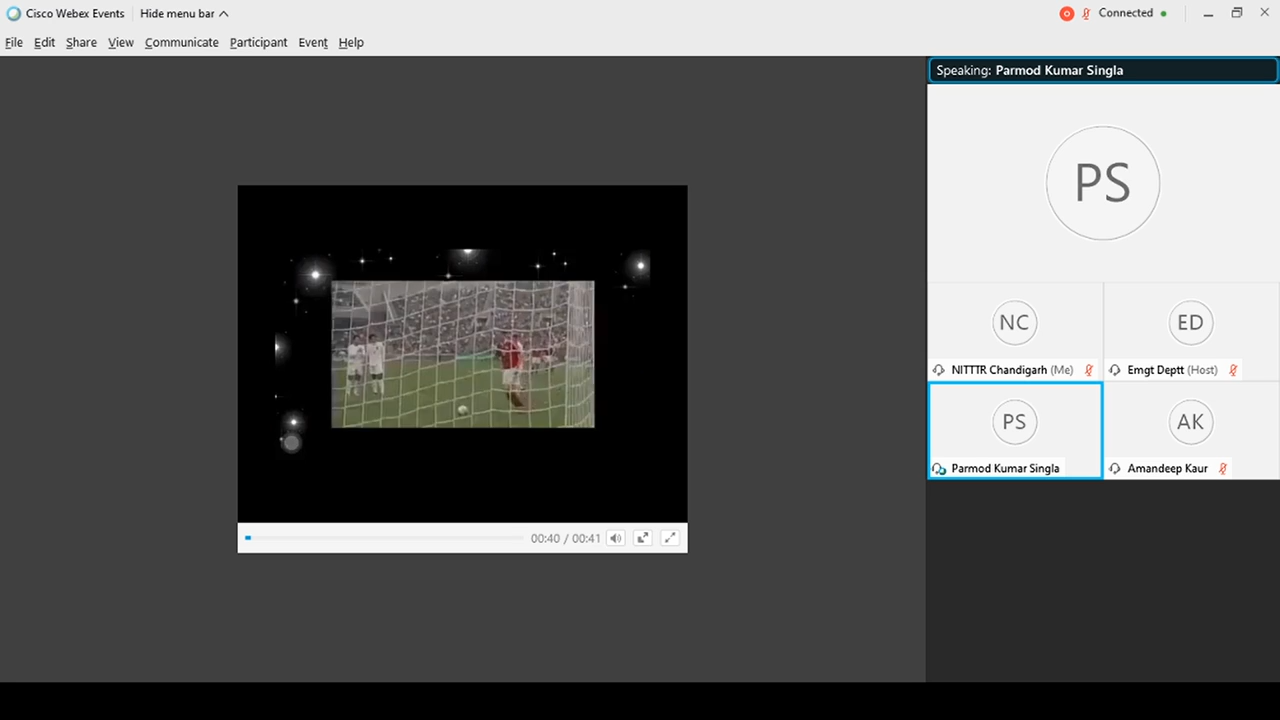 Cisco Webex Events Hide menu bar Connected
File Edit Share View Communicate Participant Event Help
Speaking: Parmod Kumar Singla
PS
NC ED
NITTTR Chandigarh (Me) Emgt Deptt (Host)
PS AK
Parmod Kumar Singla Amandeep Kaur
00:40 / 00:41